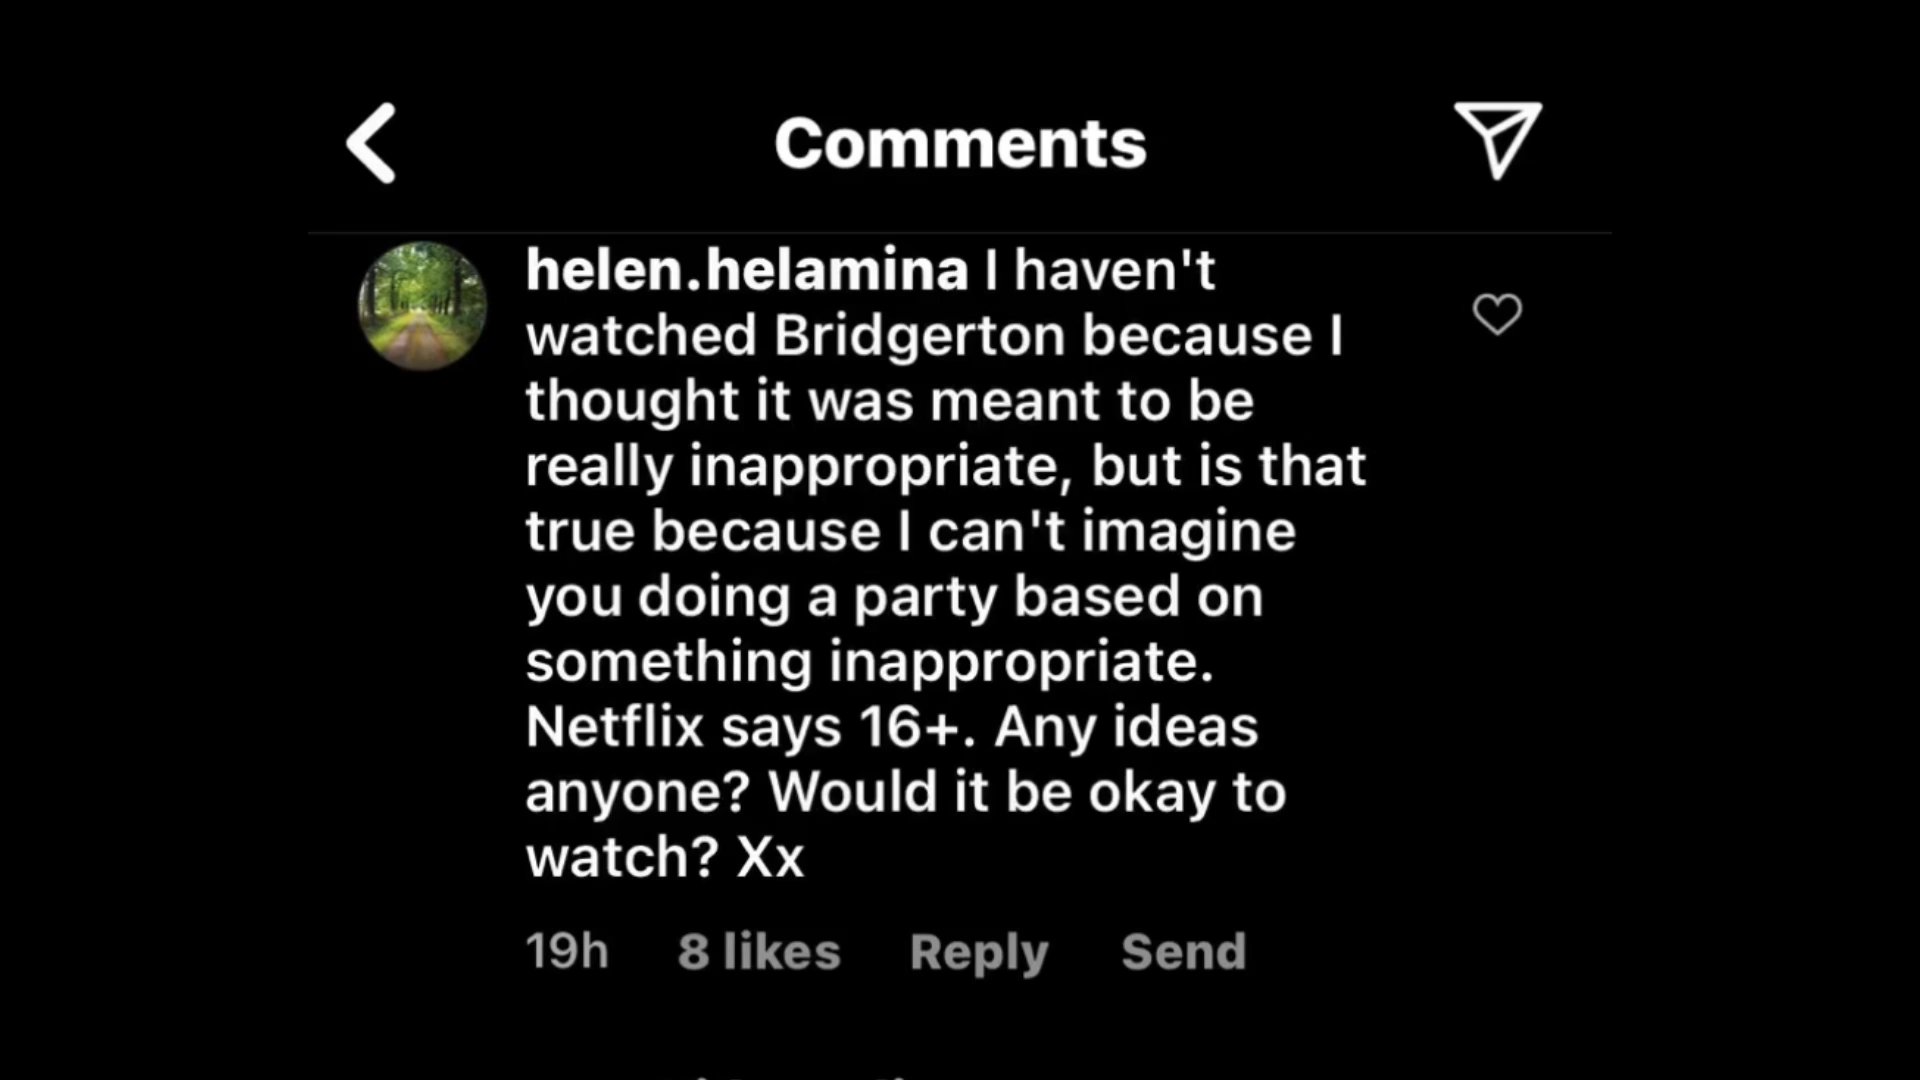 Comments
helen.helamina I haven't
watched Bridgerton because I
thought it was meant to be
really inappropriate, but is that
true because I can't imagine
you doing a party based on
something inappropriate.
Netflix says 16+. Any ideas
anyone? Would it be okay to
watch? Xx
19h 8 likes Reply Send